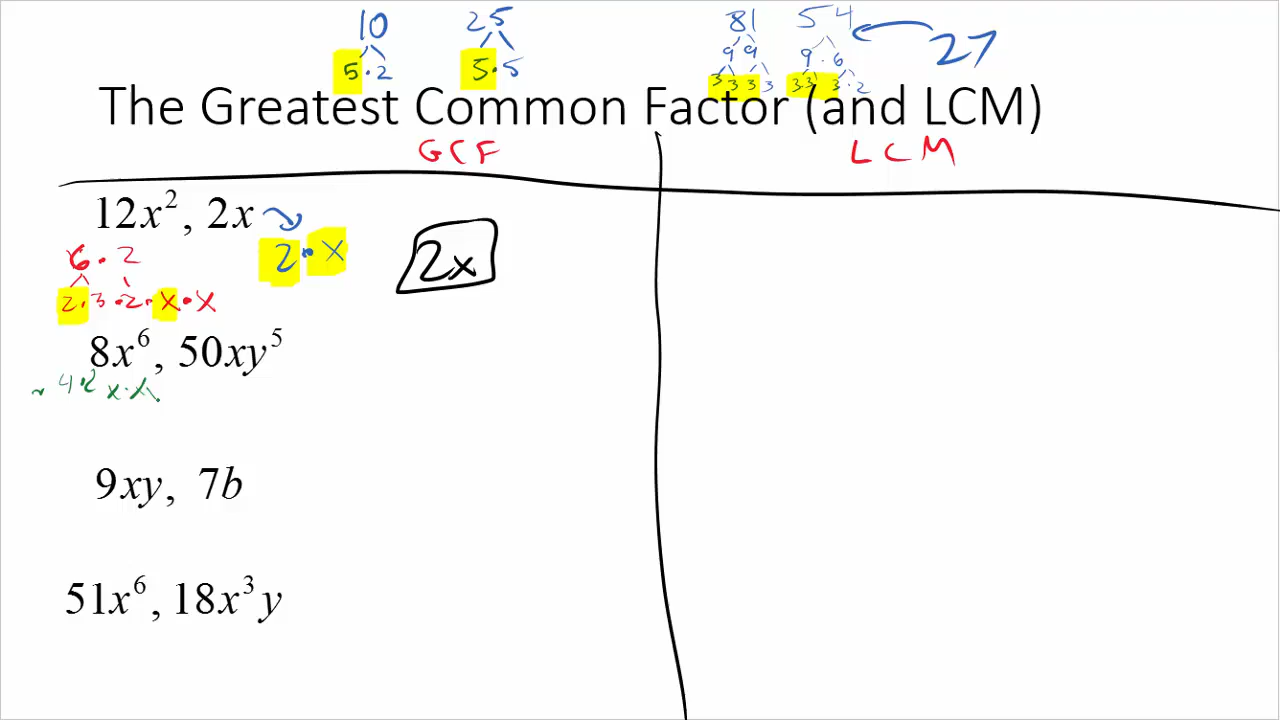 10 25 81 54
9 9 9 · 6 27
5 · 2 5 · 5 3 3 3 3 3 · 3 3 · 2
The Greatest Common Factor (and LCM)
GCF LCM
12x², 2x
6 · 2 2 · x 2x
2 · 3 · 2 · x · x
8x⁶, 50xy⁵
4 · 2 x · x
9xy, 7b
51x⁶, 18x³y